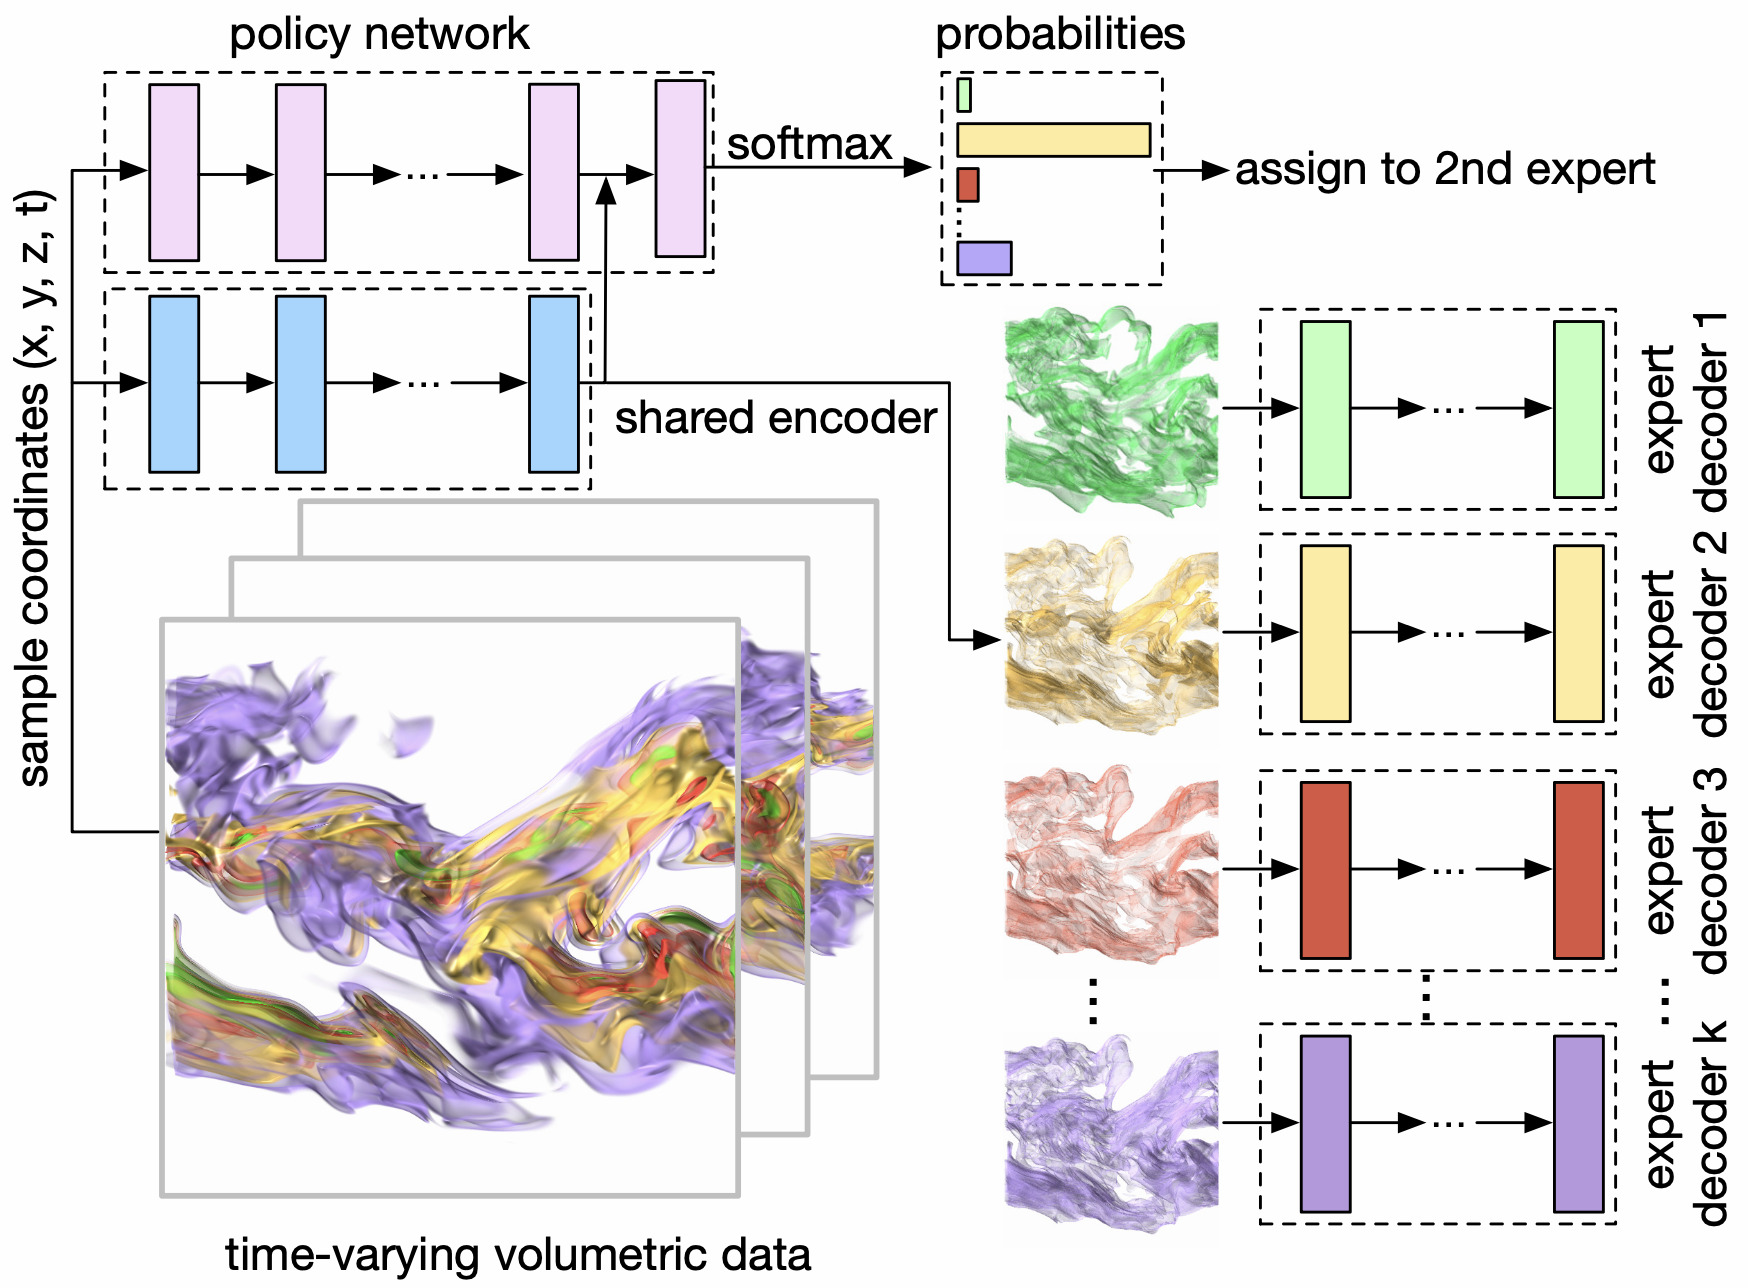 policy network
probabilities
softmax
assign to 2nd expert
...
sample coordinates (x, y, z, t)
...
shared encoder
...
expert
decoder 1
...
expert
decoder 2
...
expert
decoder 3
...
expert
decoder k
time-varying volumetric data